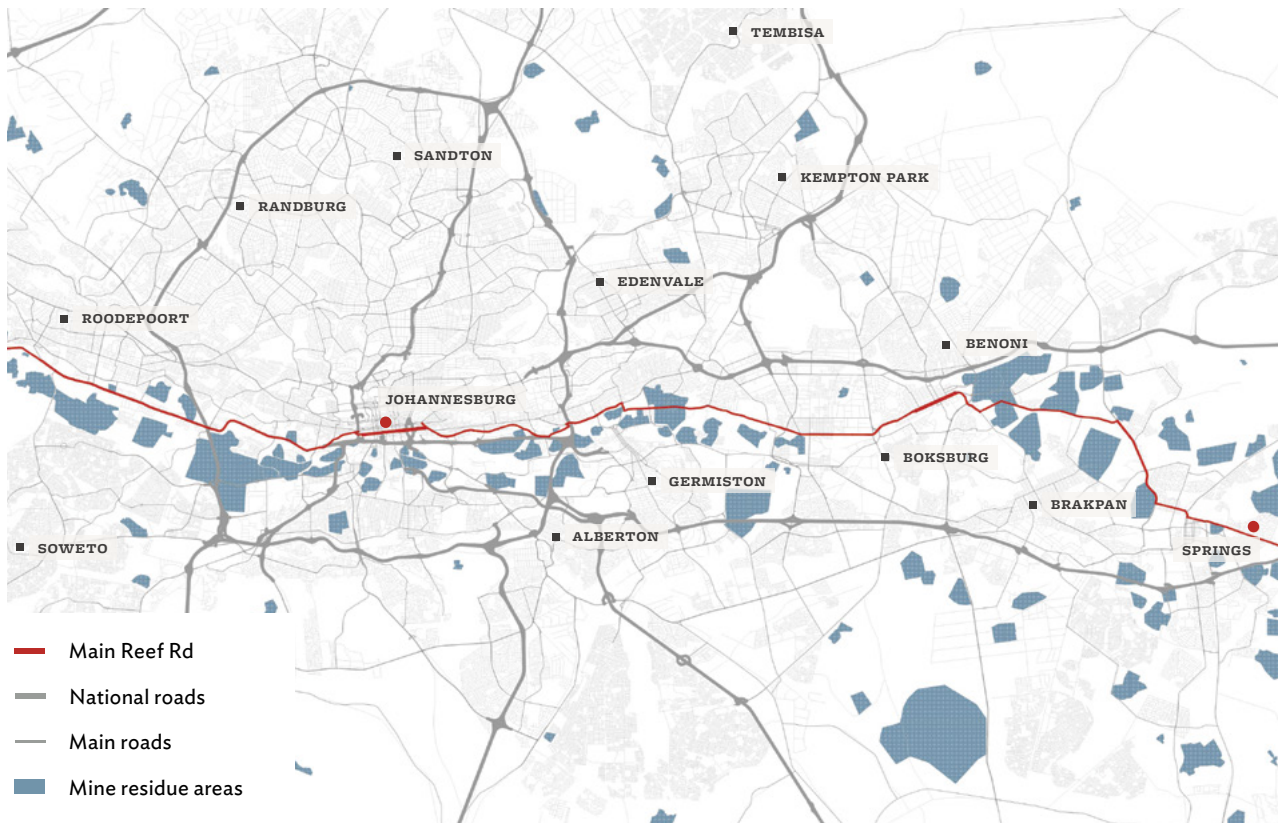 TEMBISA
SANDTON
KEMPTON PARK
RANDBURG
EDENVALE
ROODEPOORT
BENONI
JOHANNESBURG
BOKSBURG
GERMISTON
BRAKPAN
ALBERTON
SOWETO
SPRINGS
Main Reef Rd
National roads
Main roads
Mine residue areas